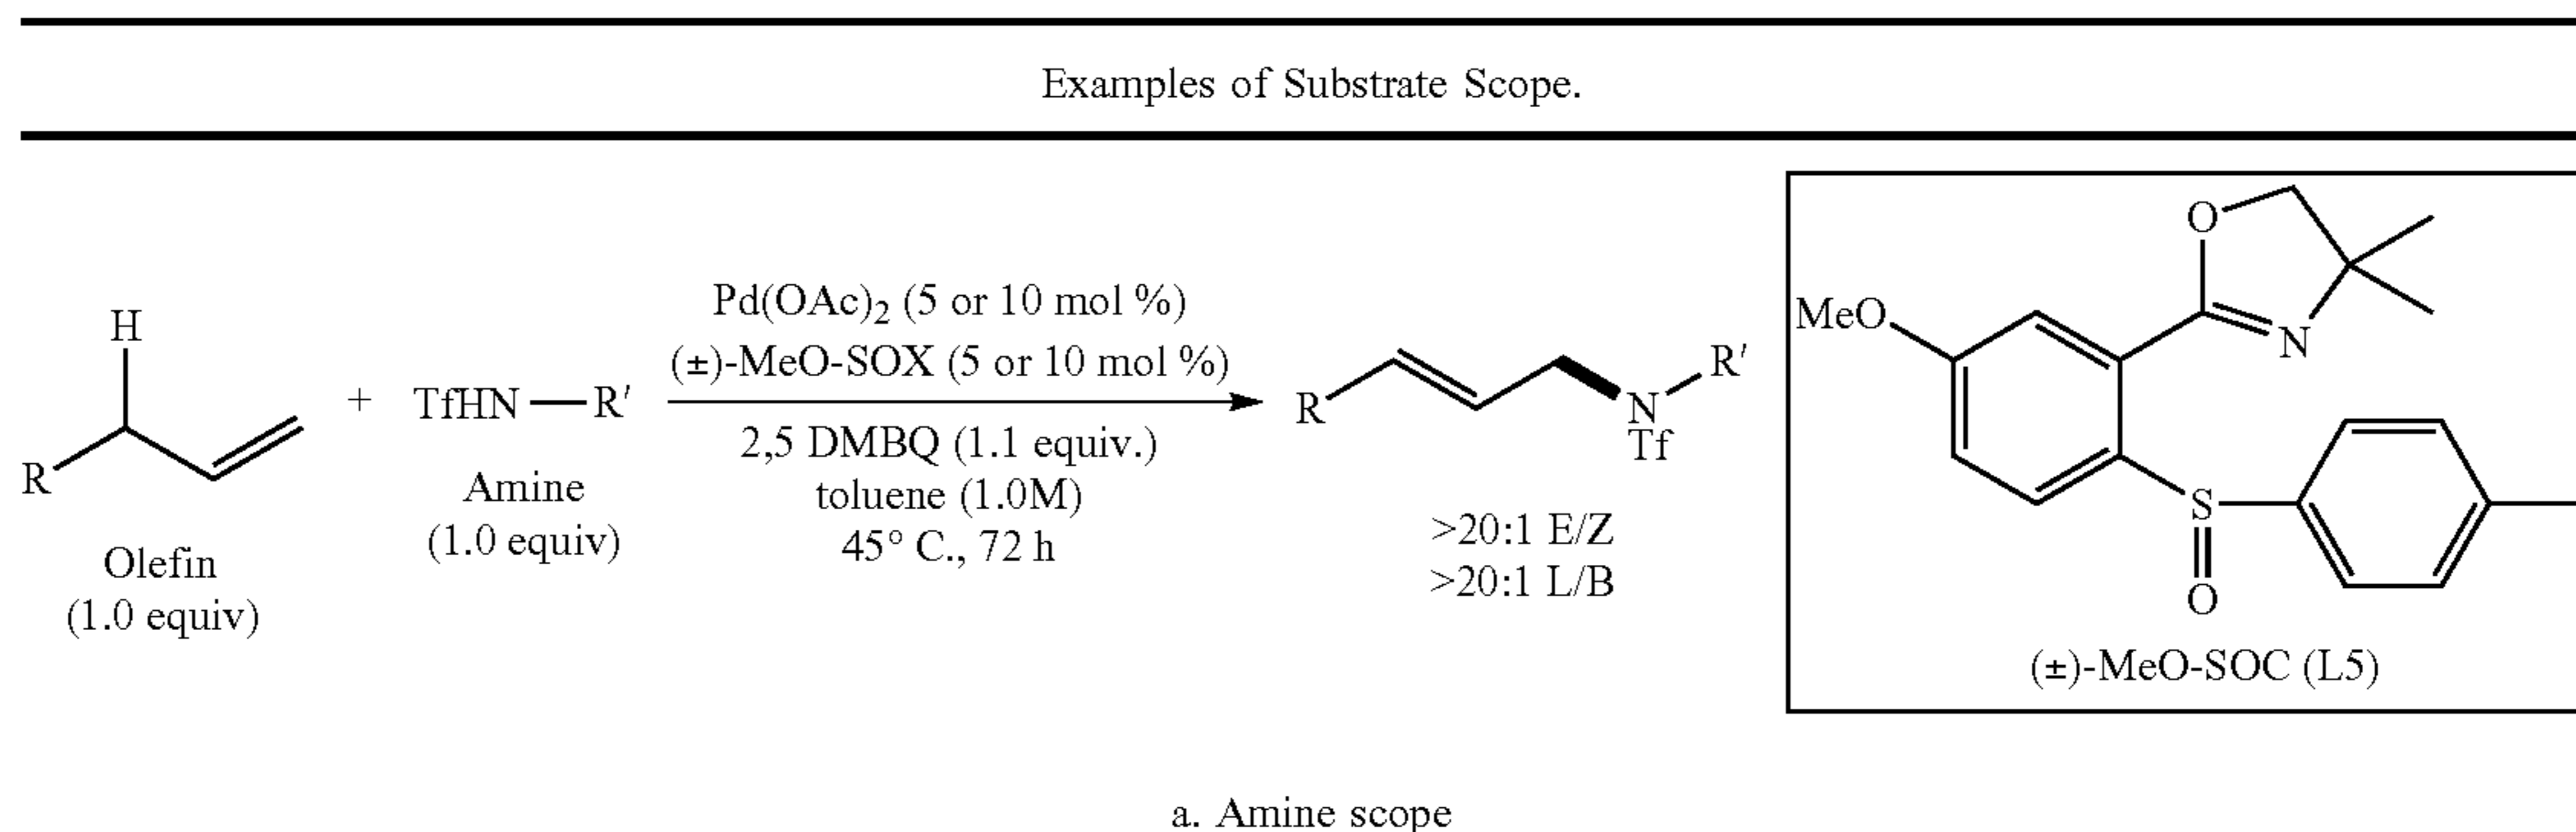 Examples of Substrate Scope.
H
R
Olefin
(1.0 equiv)
+
TfHN—R'
Amine
(1.0 equiv)
Pd(OAc)2 (5 or 10 mol %)
(±)-MeO-SOX (5 or 10 mol %)
2,5 DMBQ (1.1 equiv.)
toluene (1.0M)
45° C., 72 h
R
N
R'
Tf
>20:1 E/Z
>20:1 L/B
O
MeO
N
S
O
(±)-MeO-SOC (L5)
a. Amine scope